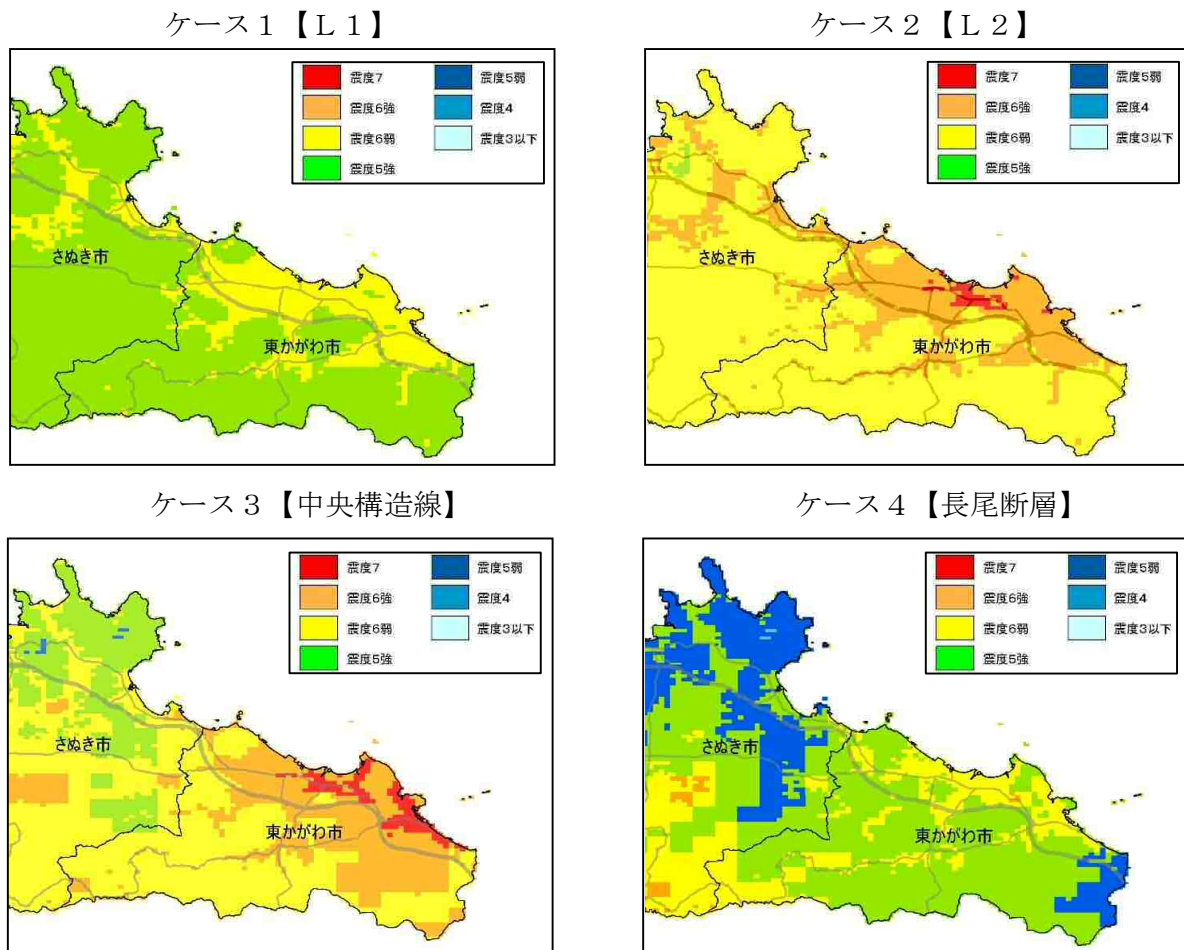 ケース１【Ｌ１】
震度7
震度5弱
震度6強
震度4
震度6弱
震度3以下
震度5強
さぬき市
東かがわ市
ケース２【Ｌ２】
震度7
震度5弱
震度6強
震度4
震度6弱
震度3以下
震度5強
さぬき市
東かがわ市
ケース３【中央構造線】
震度7
震度5弱
震度6強
震度4
震度6弱
震度3以下
震度5強
さぬき市
東かがわ市
ケース４【長尾断層】
震度7
震度5弱
震度6強
震度4
震度6弱
震度3以下
震度5強
さぬき市
東かがわ市